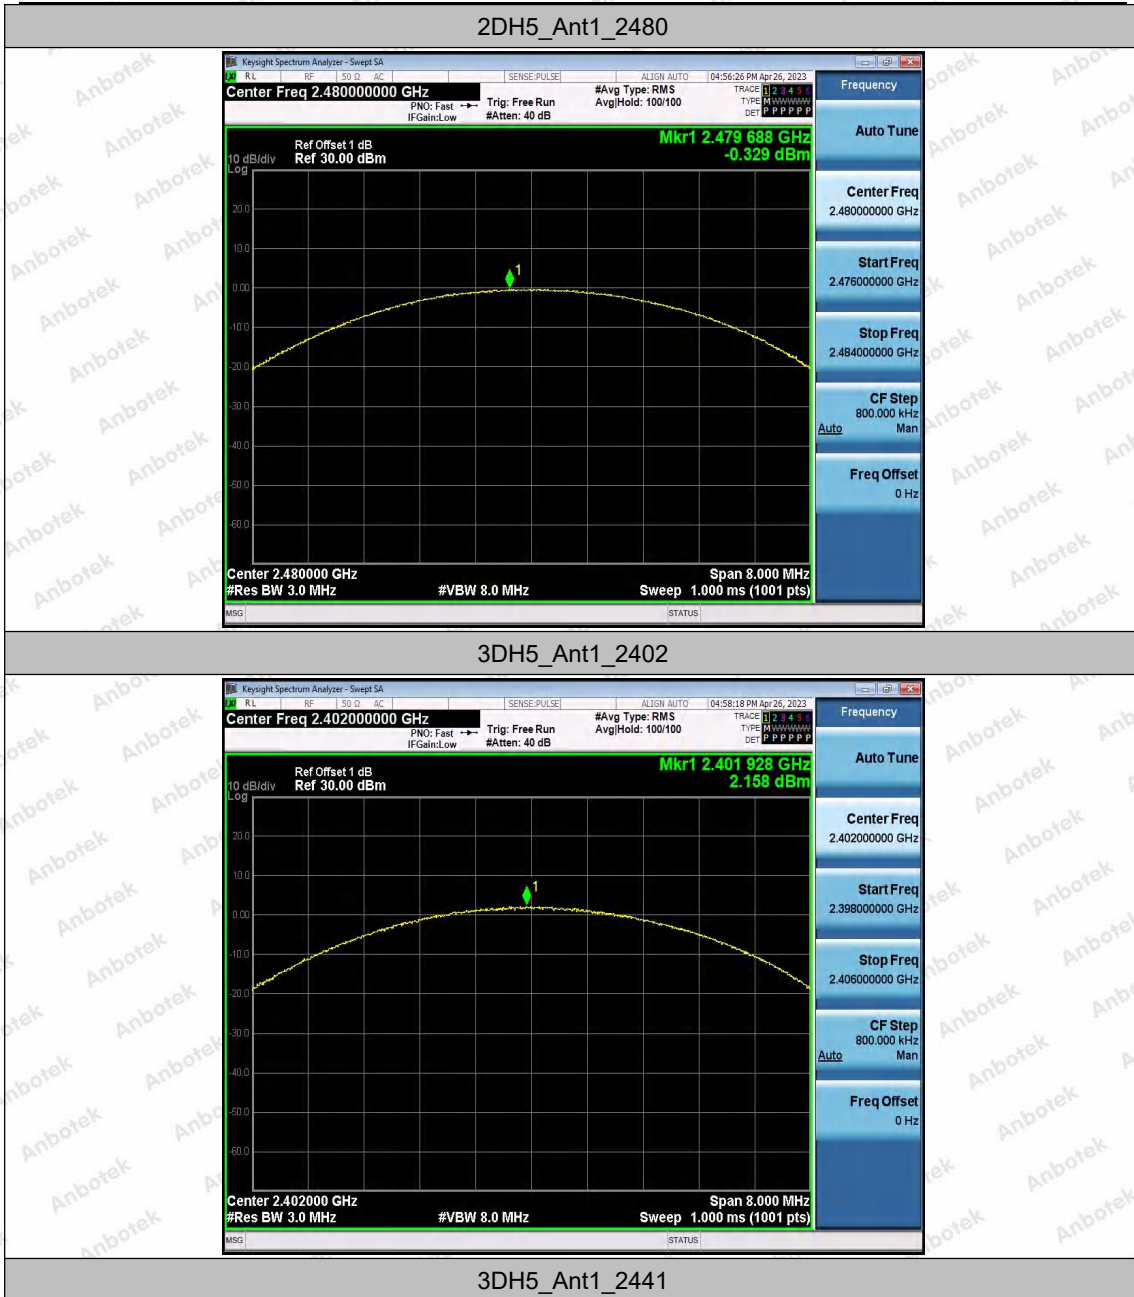 2DH5_Ant1_2480
Keysight Spectrum Analyzer - Swept SA
RL RF 50 Ω AC SENSE:PULSE ALIGN AUTO 04:56:26 PM Apr 26, 2023
Center Freq 2.480000000 GHz
PNO: Fast
IFGain:Low
Trig: Free Run
#Atten: 40 dB
#Avg Type: RMS
Avg|Hold: 100/100
TRACE 1 2 3 4 5 6
TYPE M W W W W W
DET P P P P P P
Mkr1 2.479 688 GHz
-0.329 dBm
Ref Offset 1 dB
10 dB/div Ref 30.00 dBm
Log
20.0
10.0
0.00
-10.0
-20.0
-30.0
-40.0
-50.0
-60.0
1
Center 2.480000 GHz Span 8.000 MHz
#Res BW 3.0 MHz #VBW 8.0 MHz Sweep 1.000 ms (1001 pts)
MSG STATUS
Frequency
Auto Tune
Center Freq
2.480000000 GHz
Start Freq
2.476000000 GHz
Stop Freq
2.484000000 GHz
CF Step
800.000 kHz
Auto Man
Freq Offset
0 Hz
3DH5_Ant1_2402
Keysight Spectrum Analyzer - Swept SA
RL RF 50 Ω AC SENSE:PULSE ALIGN AUTO 04:58:18 PM Apr 26, 2023
Center Freq 2.402000000 GHz
PNO: Fast
IFGain:Low
Trig: Free Run
#Atten: 40 dB
#Avg Type: RMS
Avg|Hold: 100/100
TRACE 1 2 3 4 5 6
TYPE M W W W W W
DET P P P P P P
Mkr1 2.401 928 GHz
2.158 dBm
Ref Offset 1 dB
10 dB/div Ref 30.00 dBm
Log
20.0
10.0
0.00
-10.0
-20.0
-30.0
-40.0
-50.0
-60.0
1
Center 2.402000 GHz Span 8.000 MHz
#Res BW 3.0 MHz #VBW 8.0 MHz Sweep 1.000 ms (1001 pts)
MSG STATUS
Frequency
Auto Tune
Center Freq
2.402000000 GHz
Start Freq
2.398000000 GHz
Stop Freq
2.406000000 GHz
CF Step
800.000 kHz
Auto Man
Freq Offset
0 Hz
3DH5_Ant1_2441
Anbotek